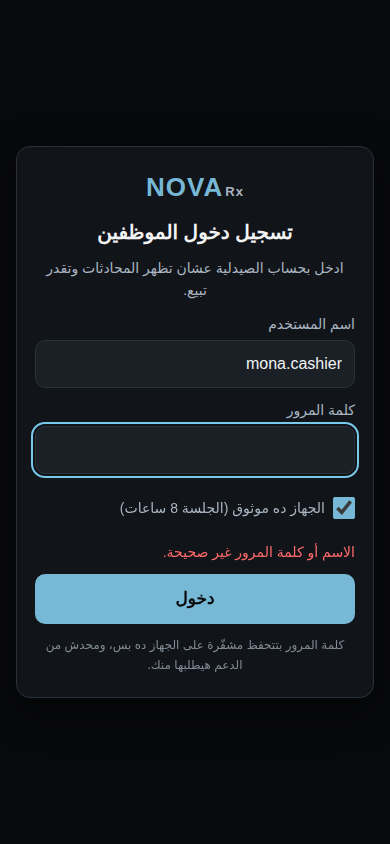 NOVA Rx
تسجيل دخول الموظفين
ادخل بحساب الصيدلية عشان تظهر المحادثات وتقدر
تبيع.
اسم المستخدم
mona.cashier
كلمة المرور
الجهاز ده موثوق (الجلسة 8 ساعات)
الاسم أو كلمة المرور غير صحيحة.
دخول
كلمة المرور بتتحفظ مشفّرة على الجهاز ده بس، ومحدش من
الدعم هيطلبها منك.